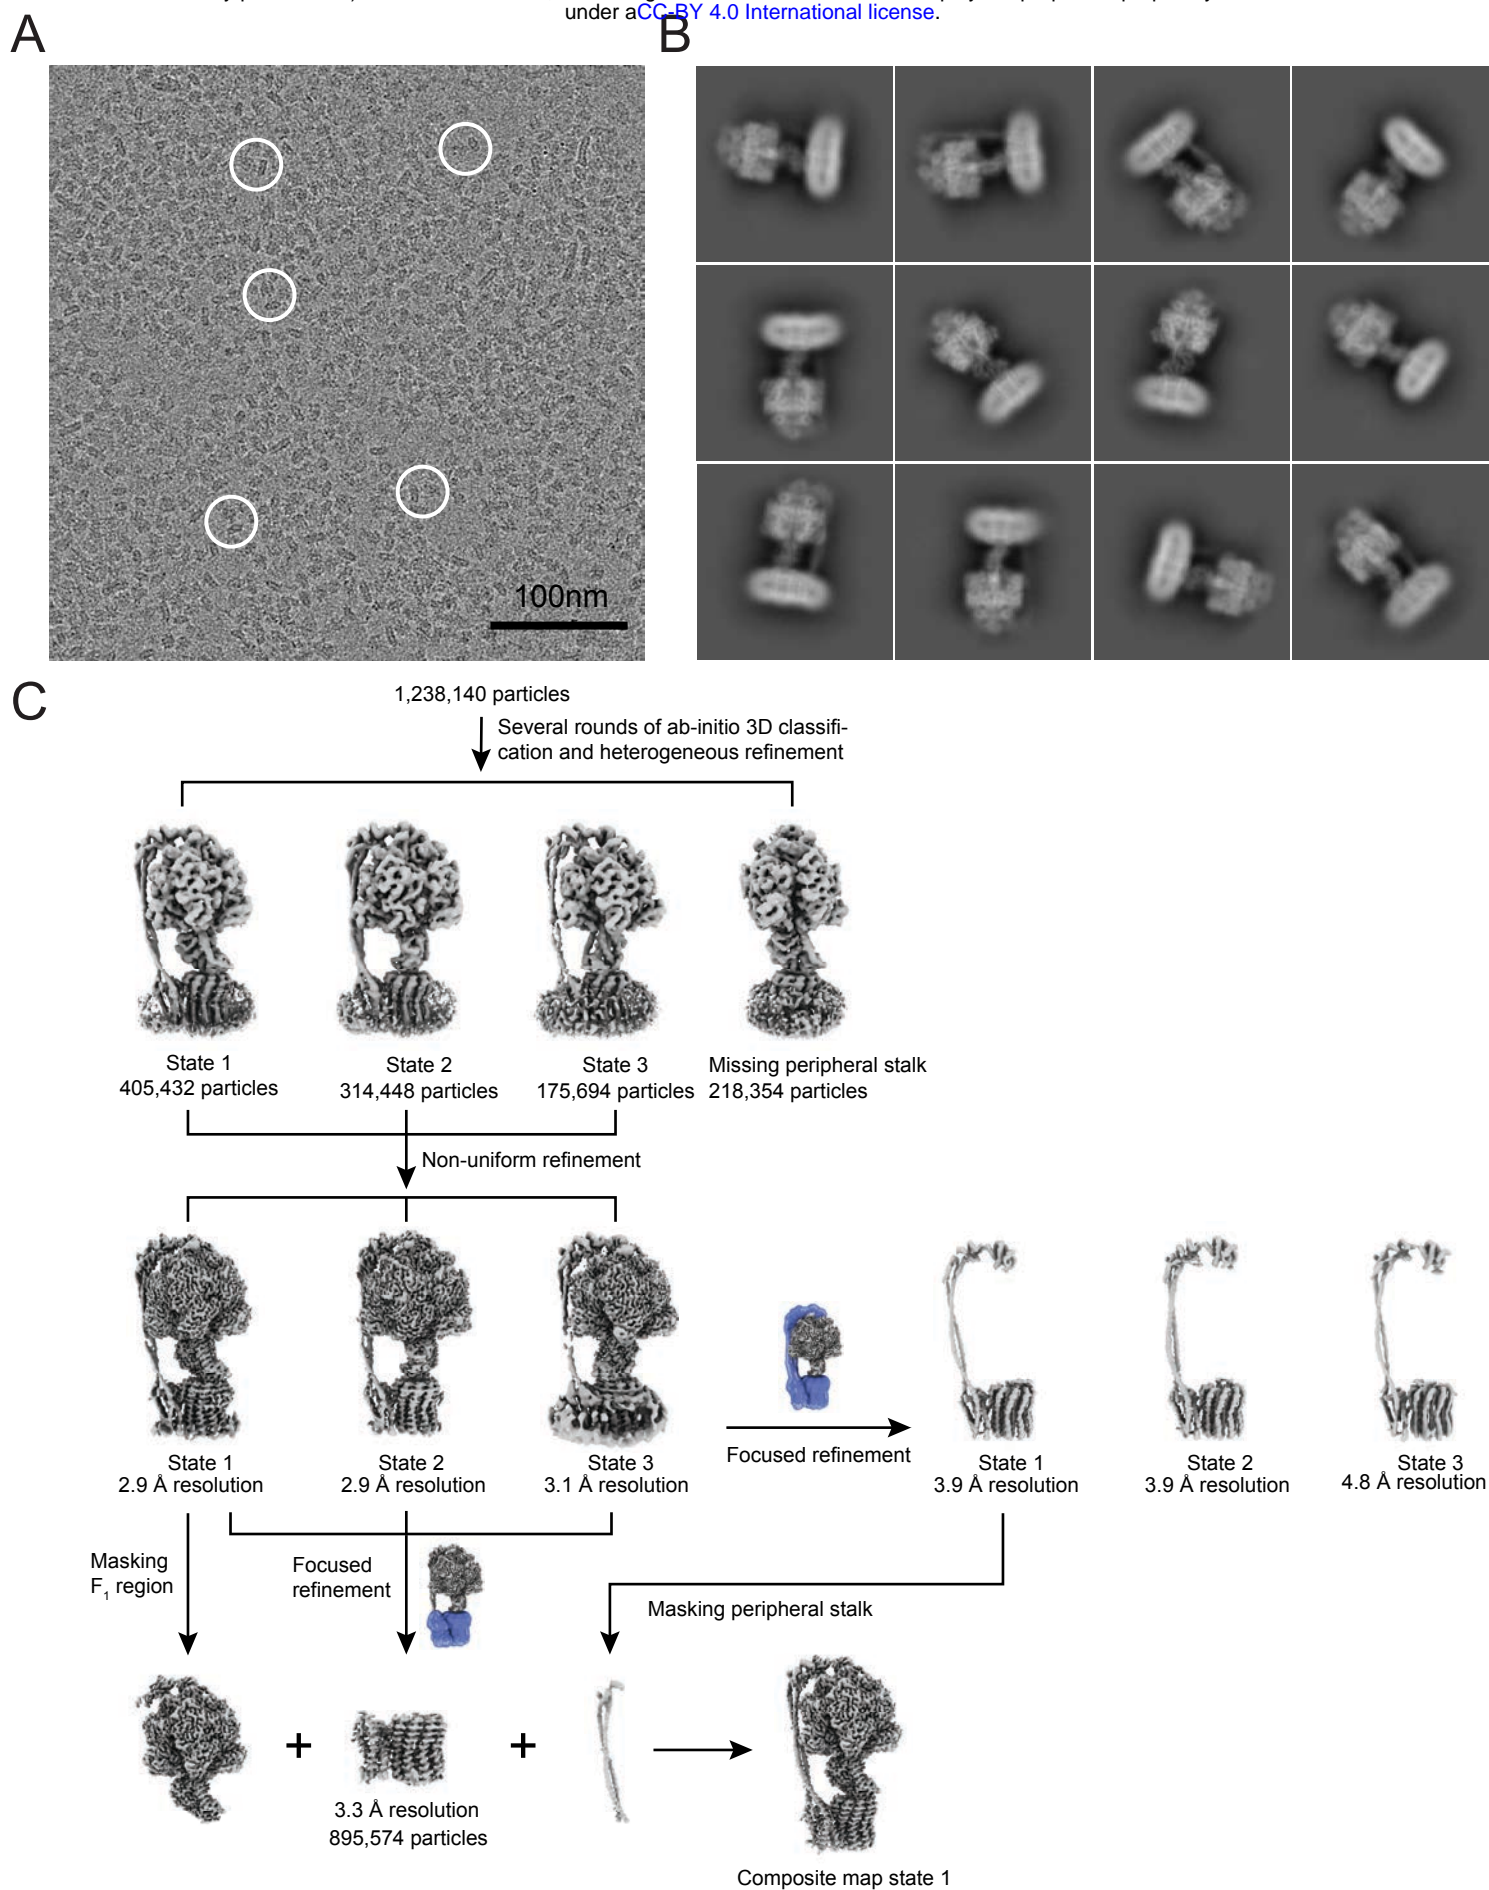 under aCC-BY 4.0 International license.
A
B
100nm
C
1,238,140 particles
Several rounds of ab-initio 3D classifi-
cation and heterogeneous refinement
State 1
405,432 particles
State 2
314,448 particles
State 3
175,694 particles
Missing peripheral stalk
218,354 particles
Non-uniform refinement
State 1
2.9 Å resolution
State 2
2.9 Å resolution
State 3
3.1 Å resolution
Focused refinement
State 1
3.9 Å resolution
State 2
3.9 Å resolution
State 3
4.8 Å resolution
Masking
F1 region
Focused
refinement
Masking peripheral stalk
+
+
3.3 Å resolution
895,574 particles
Composite map state 1